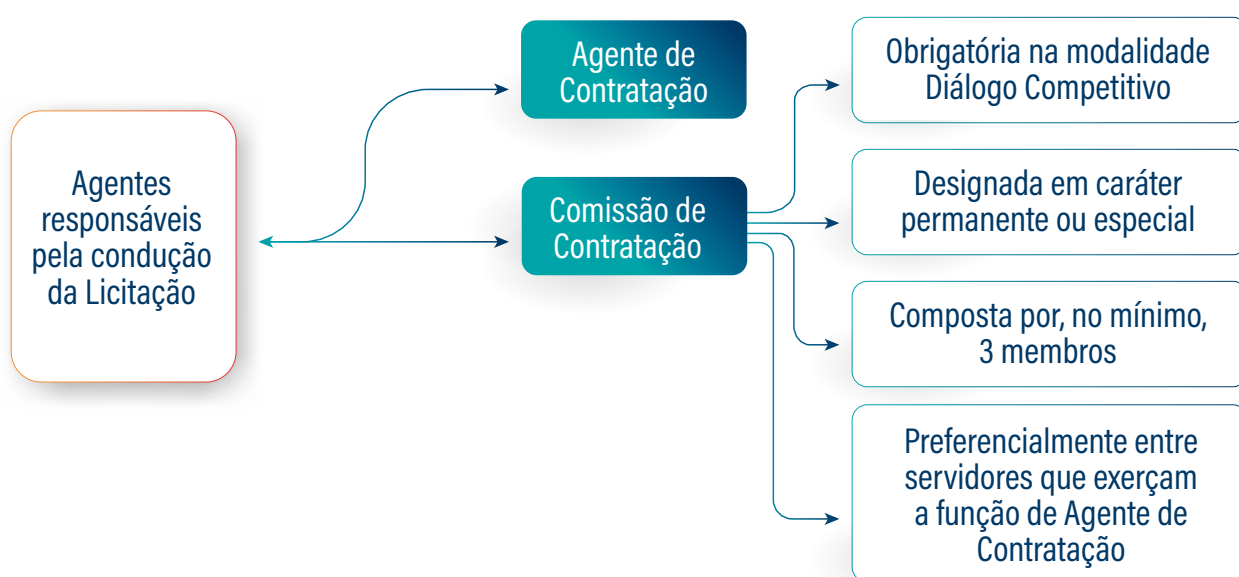 Agentes
responsáveis
pela condução
da Licitação
Agente de
Contratação
Comissão de
Contratação
Obrigatória na modalidade
Diálogo Competitivo
Designada em caráter
permanente ou especial
Composta por, no mínimo,
3 membros
Preferencialmente entre
servidores que exerçam
a função de Agente de
Contratação